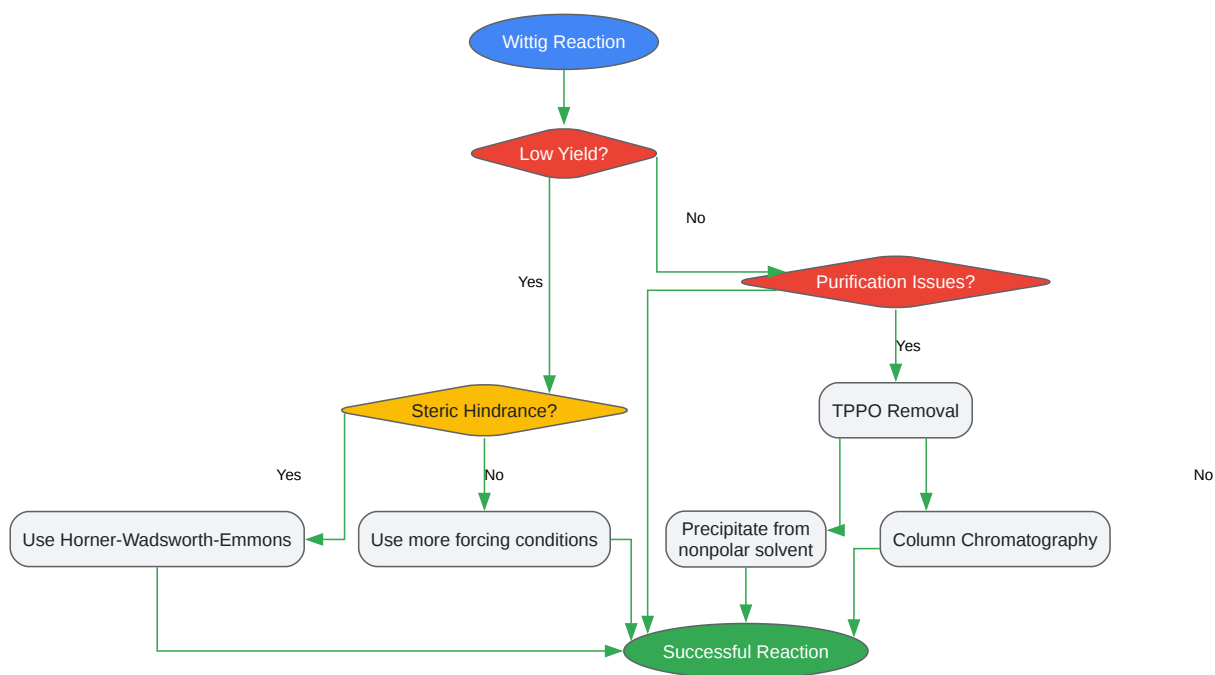 Wittig Reaction
Low Yield?
No
Yes
Purification Issues?
Yes
Steric Hindrance?
TPPO Removal
Yes
No
No
Use Horner-Wadsworth-Emmons
Use more forcing conditions
Precipitate from
nonpolar solvent
Column Chromatography
Successful Reaction